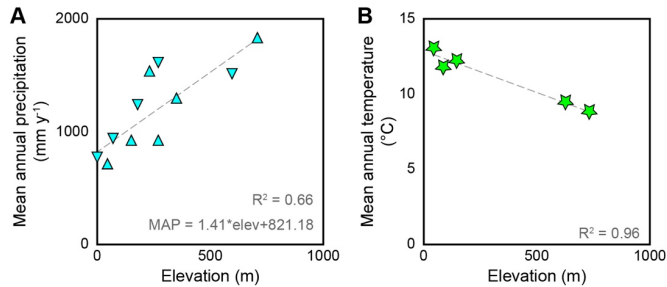 A
Mean annual precipitation
(mm y-1)
2000
1000
0
R² = 0.66
MAP = 1.41*elev+821.18
0
500
1000
Elevation (m)
B
Mean annual temperature
(°C)
15
10
5
0
R² = 0.96
0
500
1000
Elevation (m)